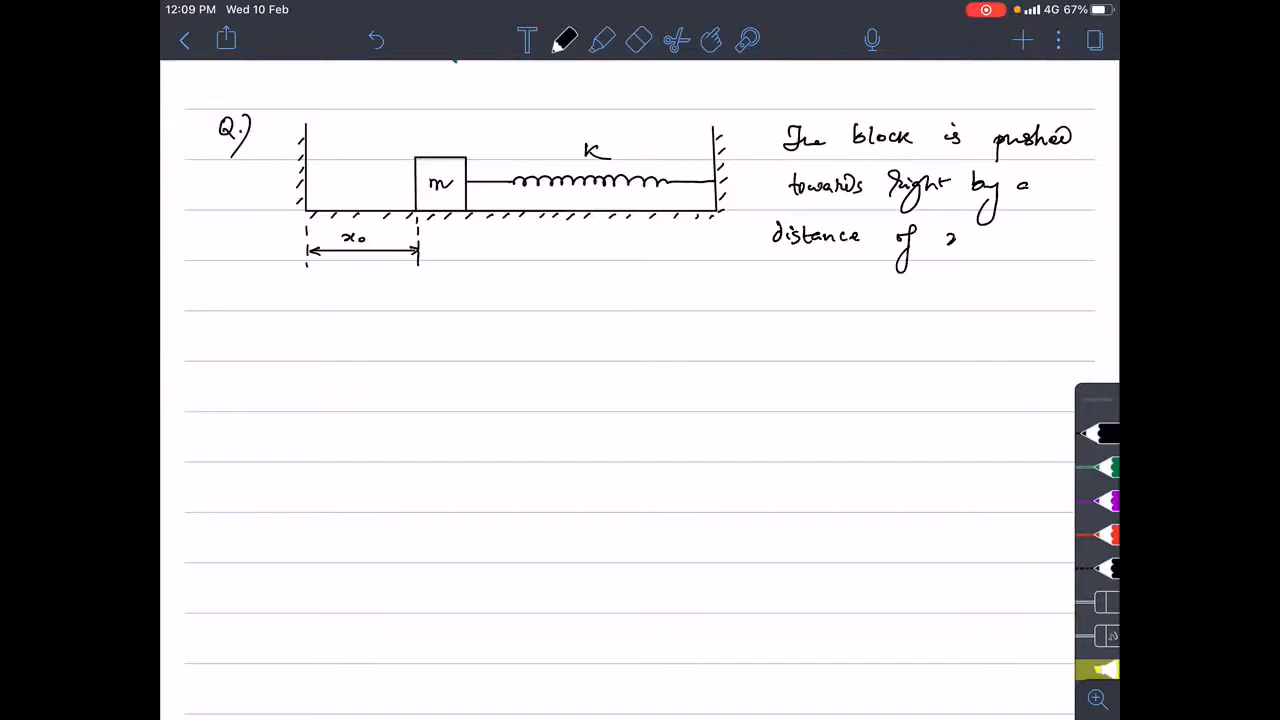 12:09 PM Wed 10 Feb
4G 67%
Q.)
K
The block is pushed
m
towards right by a
x₀
distance of